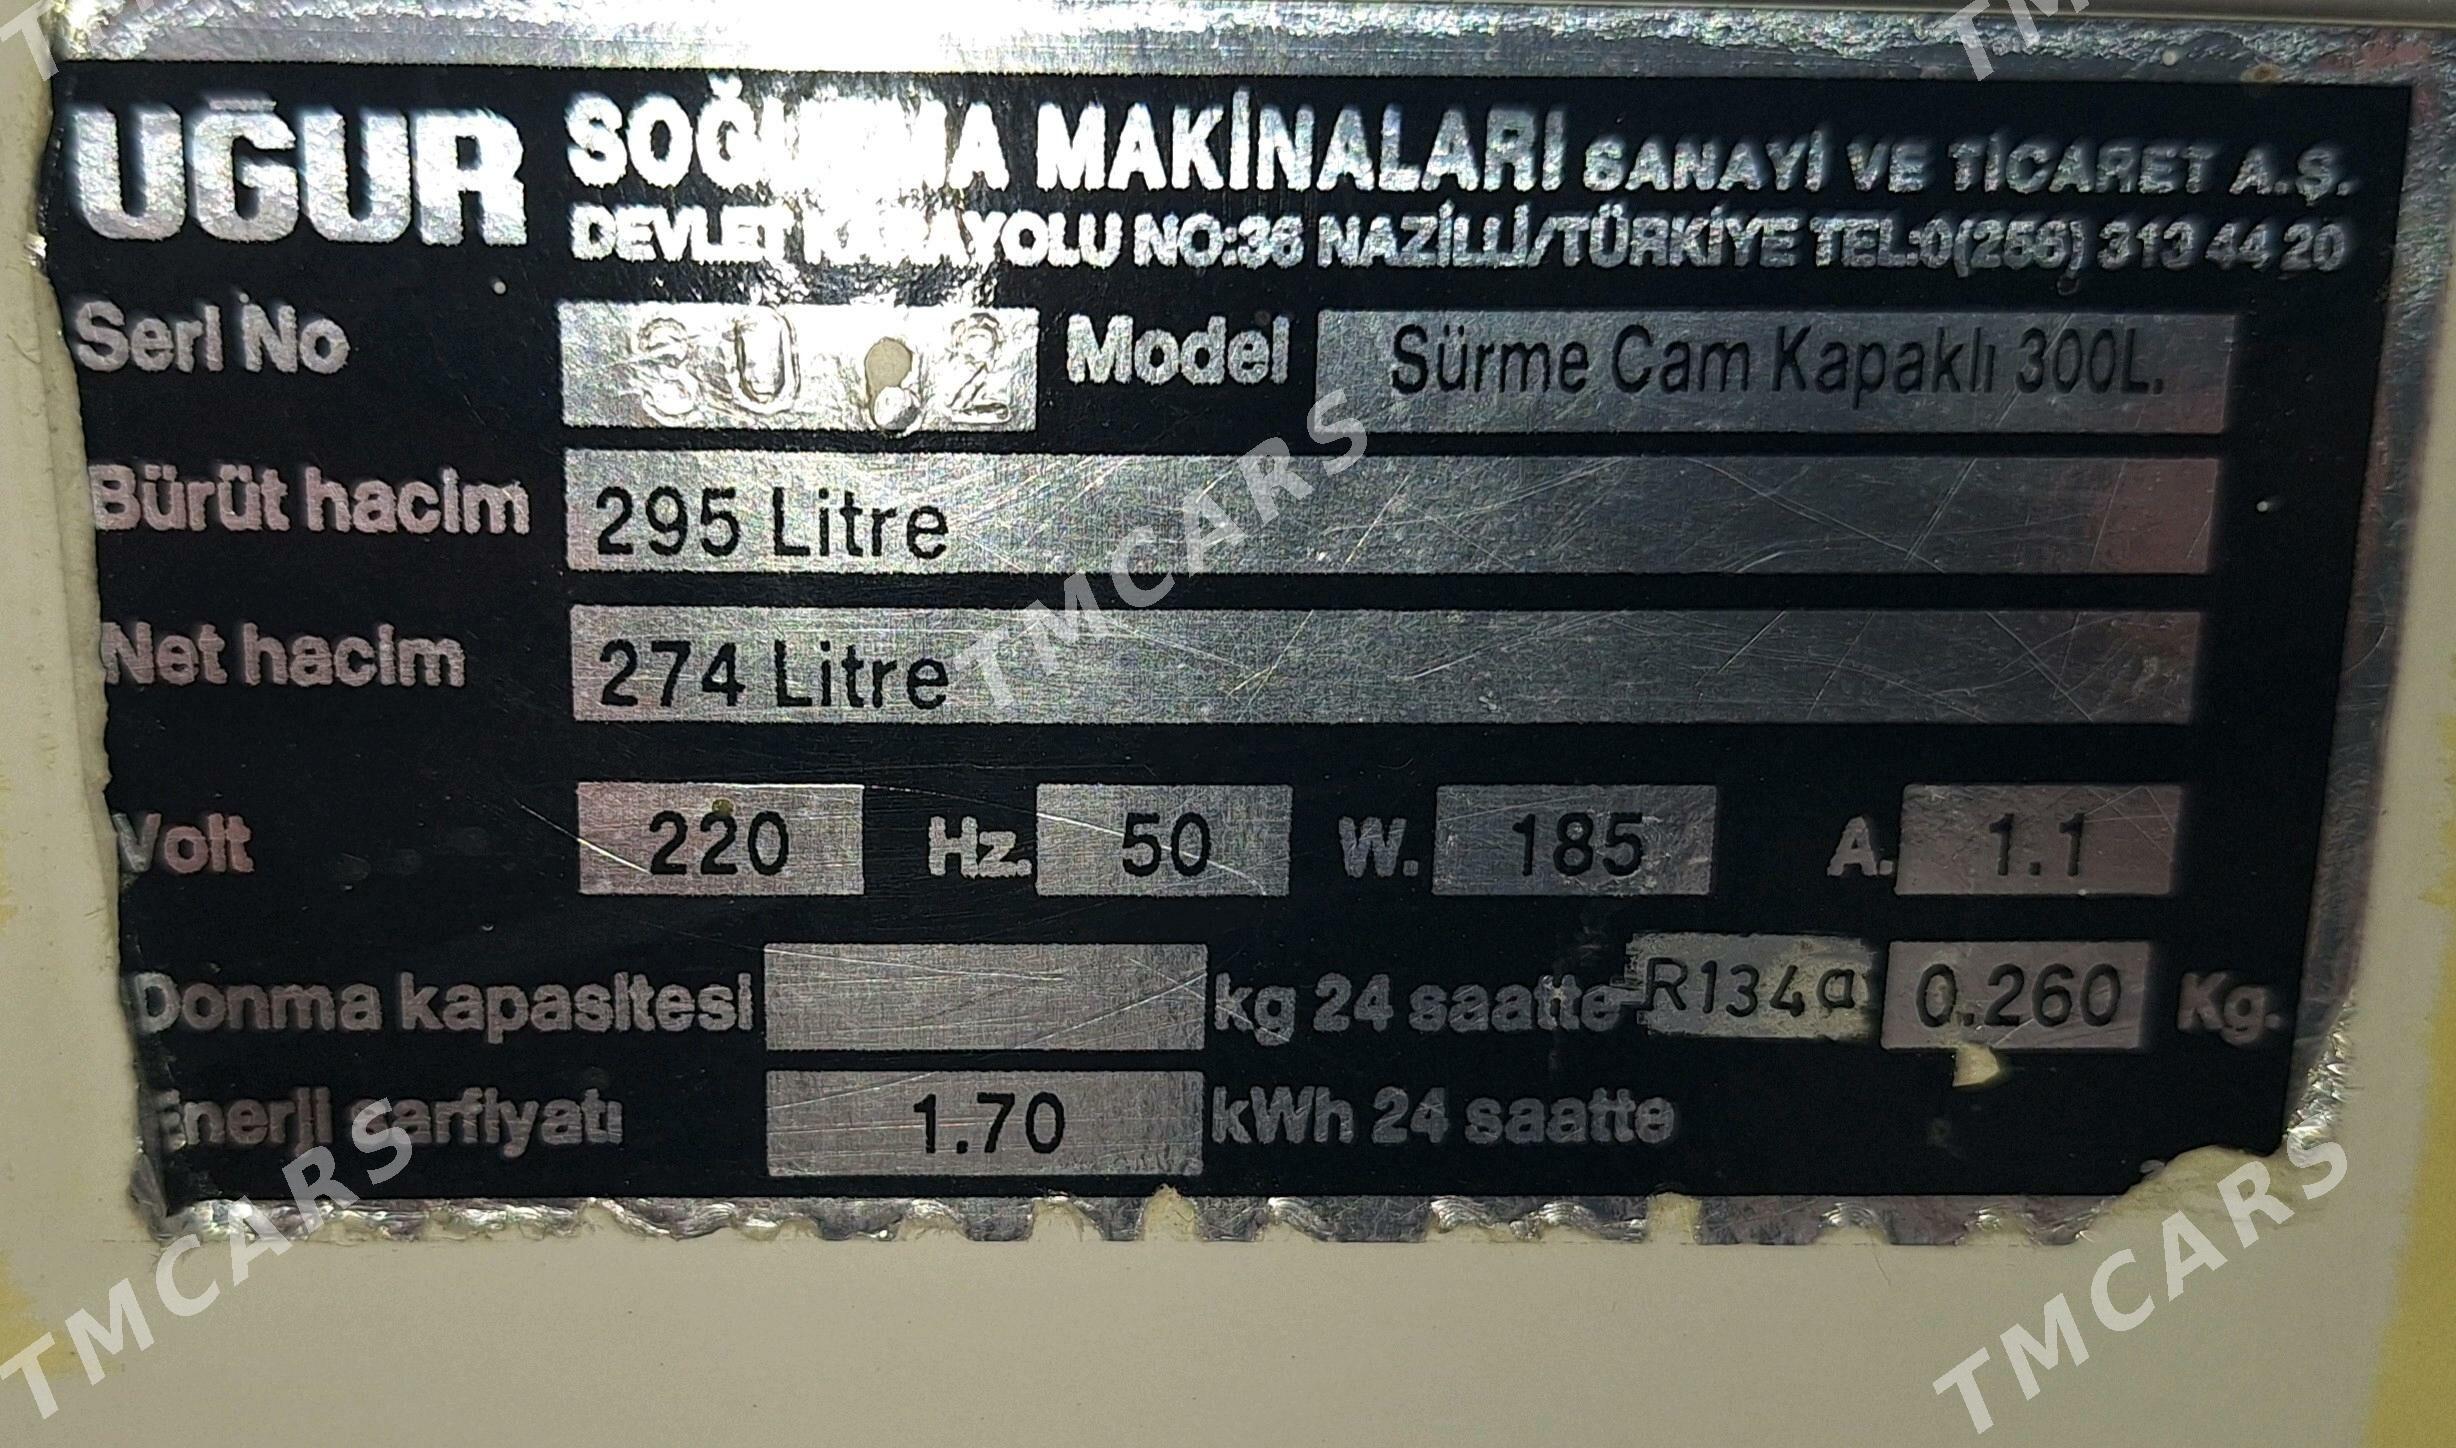 UĞUR SOĞUTMA MAKİNALARI SANAYİ VE TİCARET A.Ş.
DEVLET KARAYOLU NO:36 NAZİLLİ/TÜRKİYE TEL:0(256) 313 44 20
Seri No Model Sürme Cam Kapaklı 300L.
Bürüt hacim 295 Litre
Net hacim 274 Litre
Volt 220 Hz. 50 W. 185 A. 1.1
Donma kapasitesi kg 24 saatte R134a 0.260 Kg.
Enerji sarfiyatı 1.70 kWh 24 saatte
TMCARS
TMCARS
TMCARS